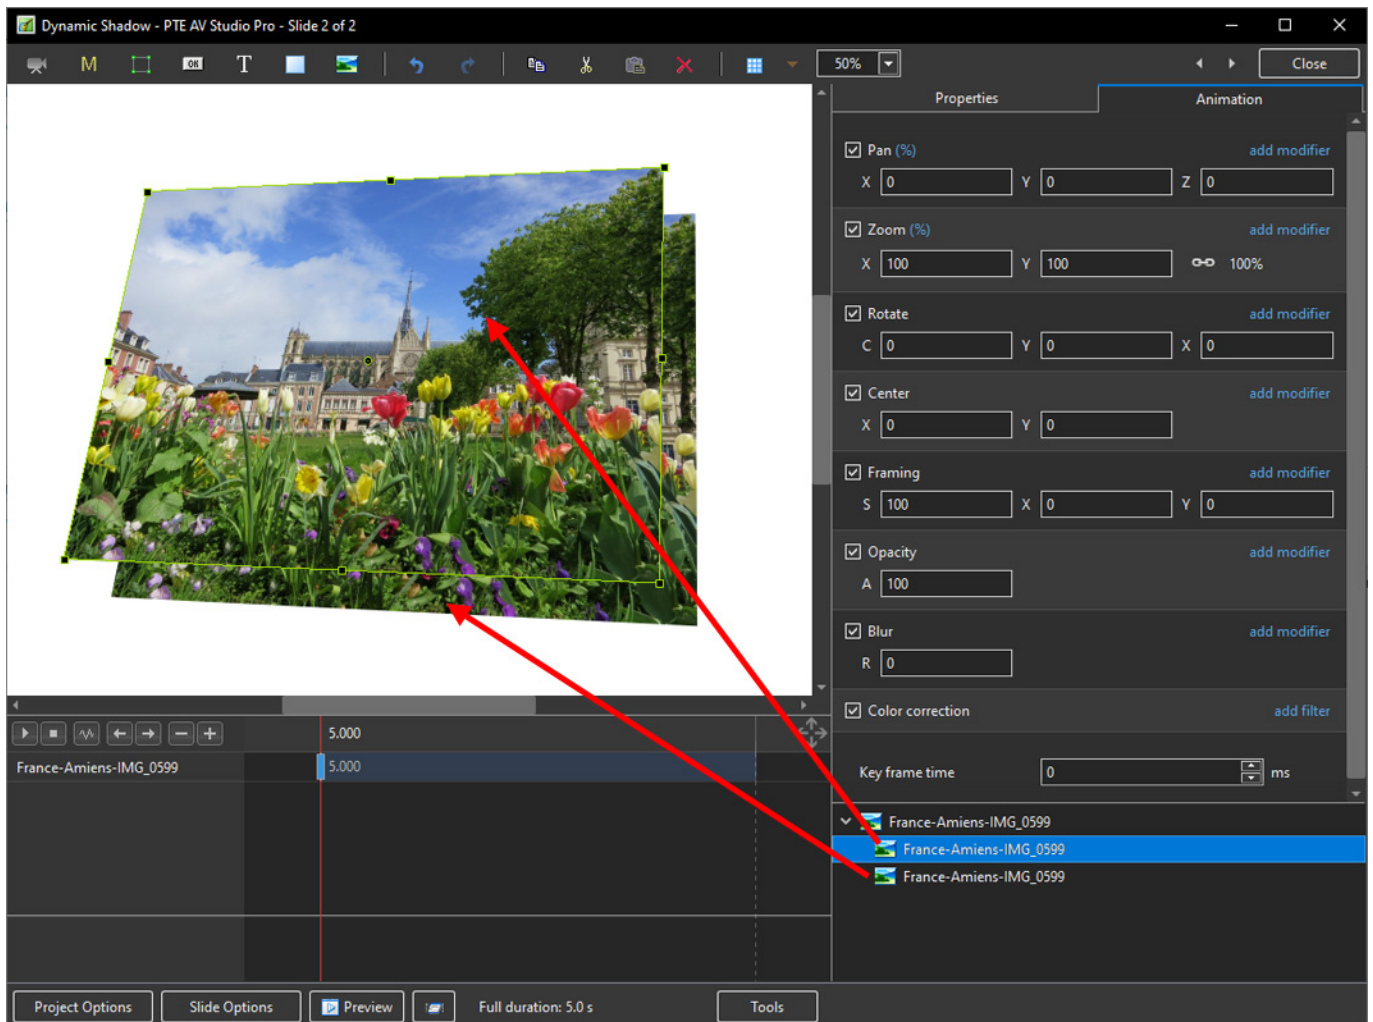 Dynamic Shadow - PTE AV Studio Pro - Slide 2 of 2
M OK T 50% Close
Properties Animation
Pan (%) add modifier
X 0 Y 0 Z 0
Zoom (%) add modifier
X 100 Y 100 100%
Rotate add modifier
C 0 Y 0 X 0
Center add modifier
X 0 Y 0
Framing add modifier
S 100 X 0 Y 0
Opacity add modifier
A 100
Blur add modifier
R 0
Color correction add filter
Key frame time 0 ms
5.000
France-Amiens-IMG_0599 5.000
France-Amiens-IMG_0599
France-Amiens-IMG_0599
France-Amiens-IMG_0599
Project Options Slide Options Preview Full duration: 5.0 s Tools